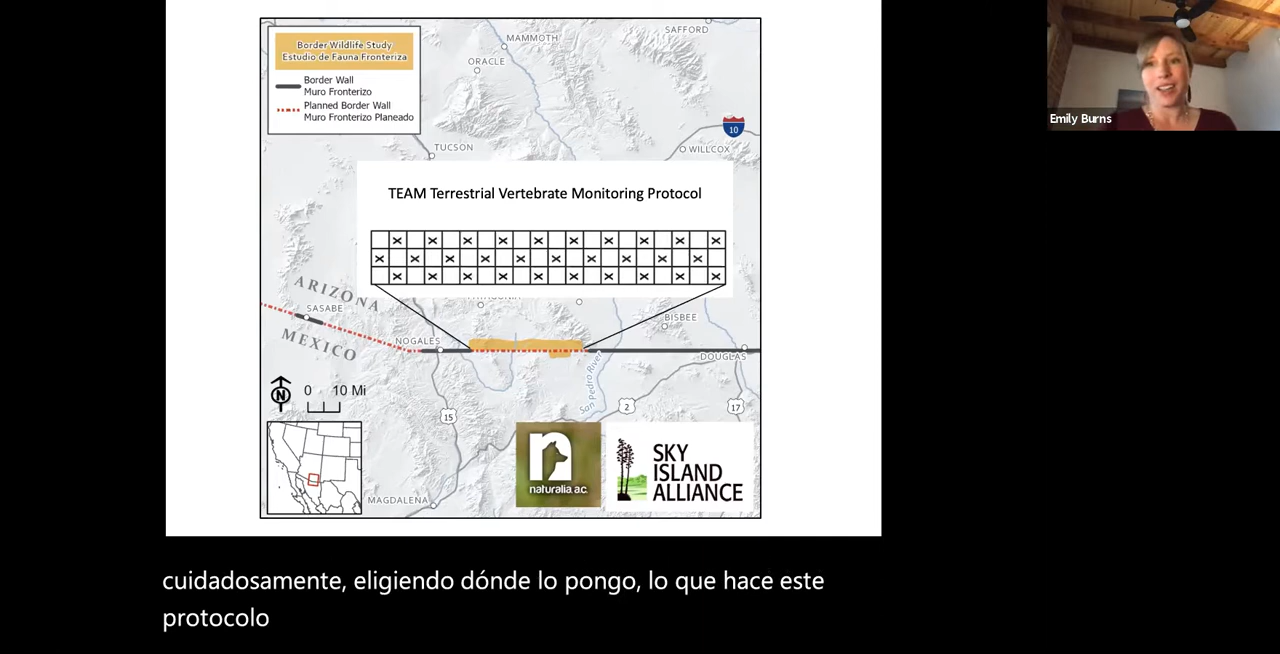 Border Wildlife Study
Estudio de Fauna Fronteriza
Border Wall
Muro Fronterizo
Planned Border Wall
Muro Fronterizo Planeado
MAMMOTH
ORACLE
SAFFORD
10
TUCSON
WILLCOX
TEAM Terrestrial Vertebrate Monitoring Protocol
x x x x x x x x x x
x x x x x x x x x x
x x x x x x x x x x
PATAGONIA
ARIZONA
SASABE
BISBEE
MEXICO
NOGALES
DOUGLAS
San Pedro River
N
0 10 Mi
15
2
17
MAGDALENA
n
naturalia.a.c.
SKY
ISLAND
ALLIANCE
Emily Burns
cuidadosamente, eligiendo dónde lo pongo, lo que hace este
protocolo